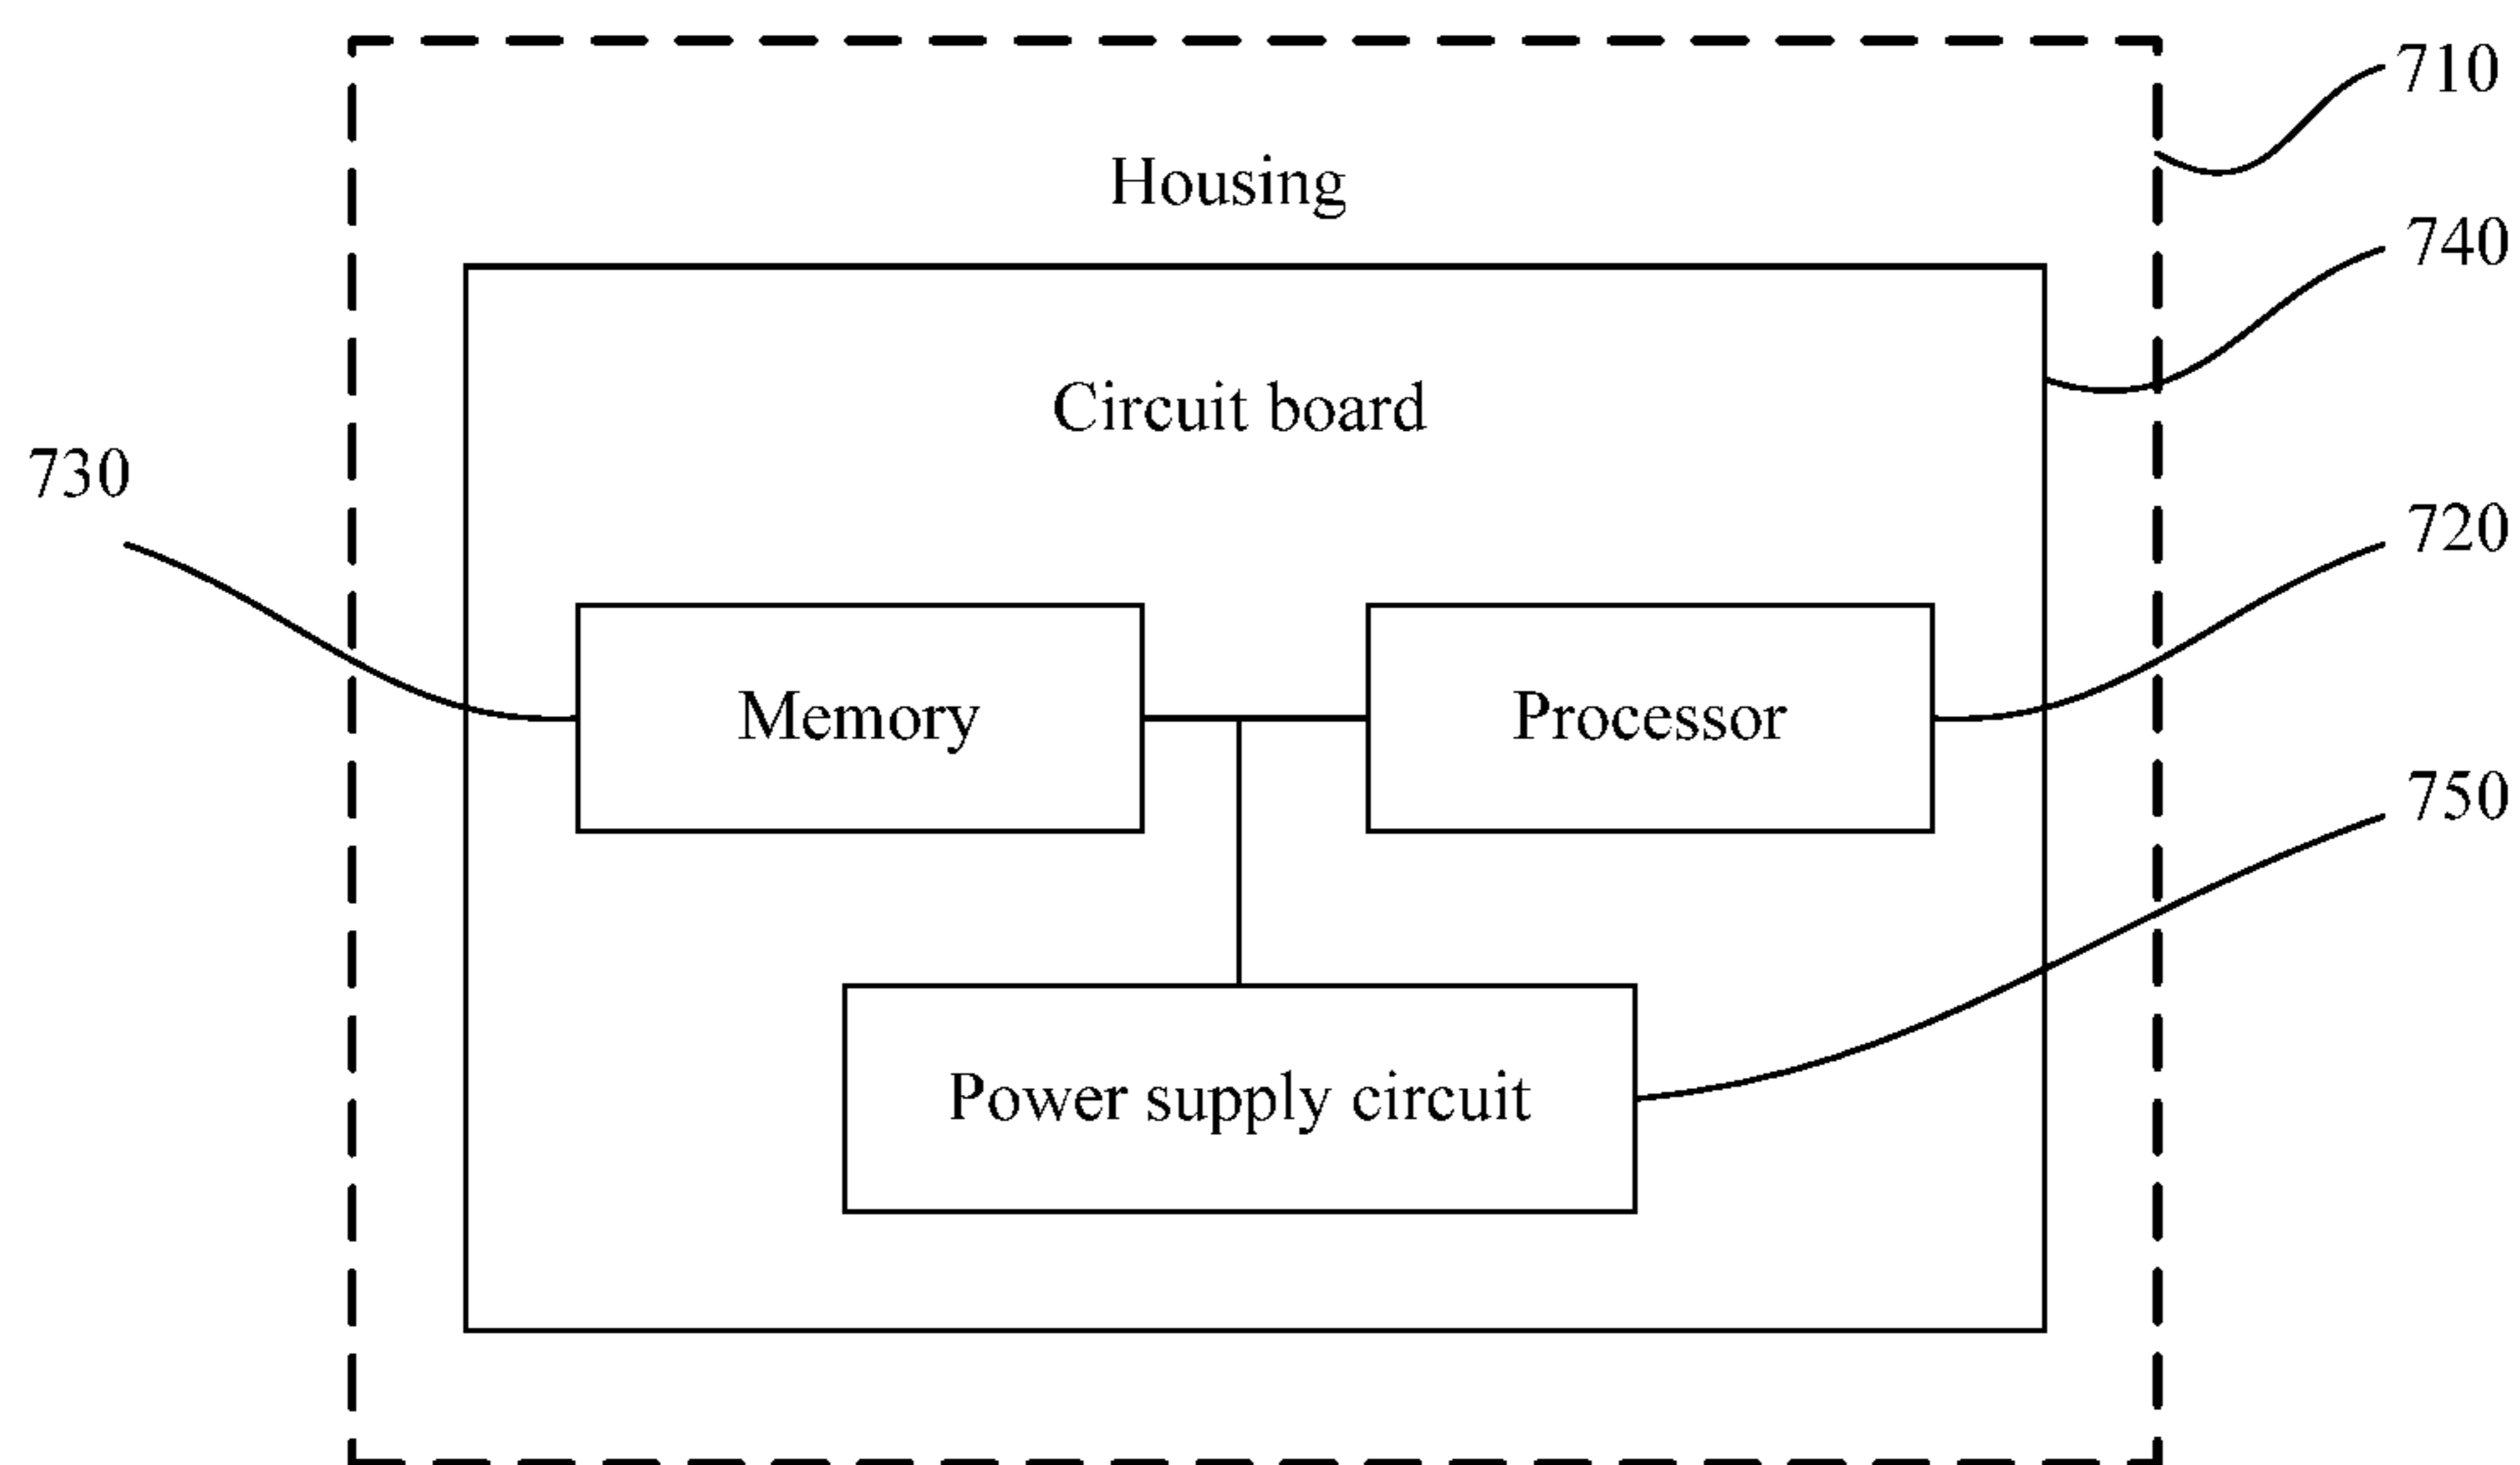 710
Housing
740
Circuit board
730
720
Memory
Processor
750
Power supply circuit